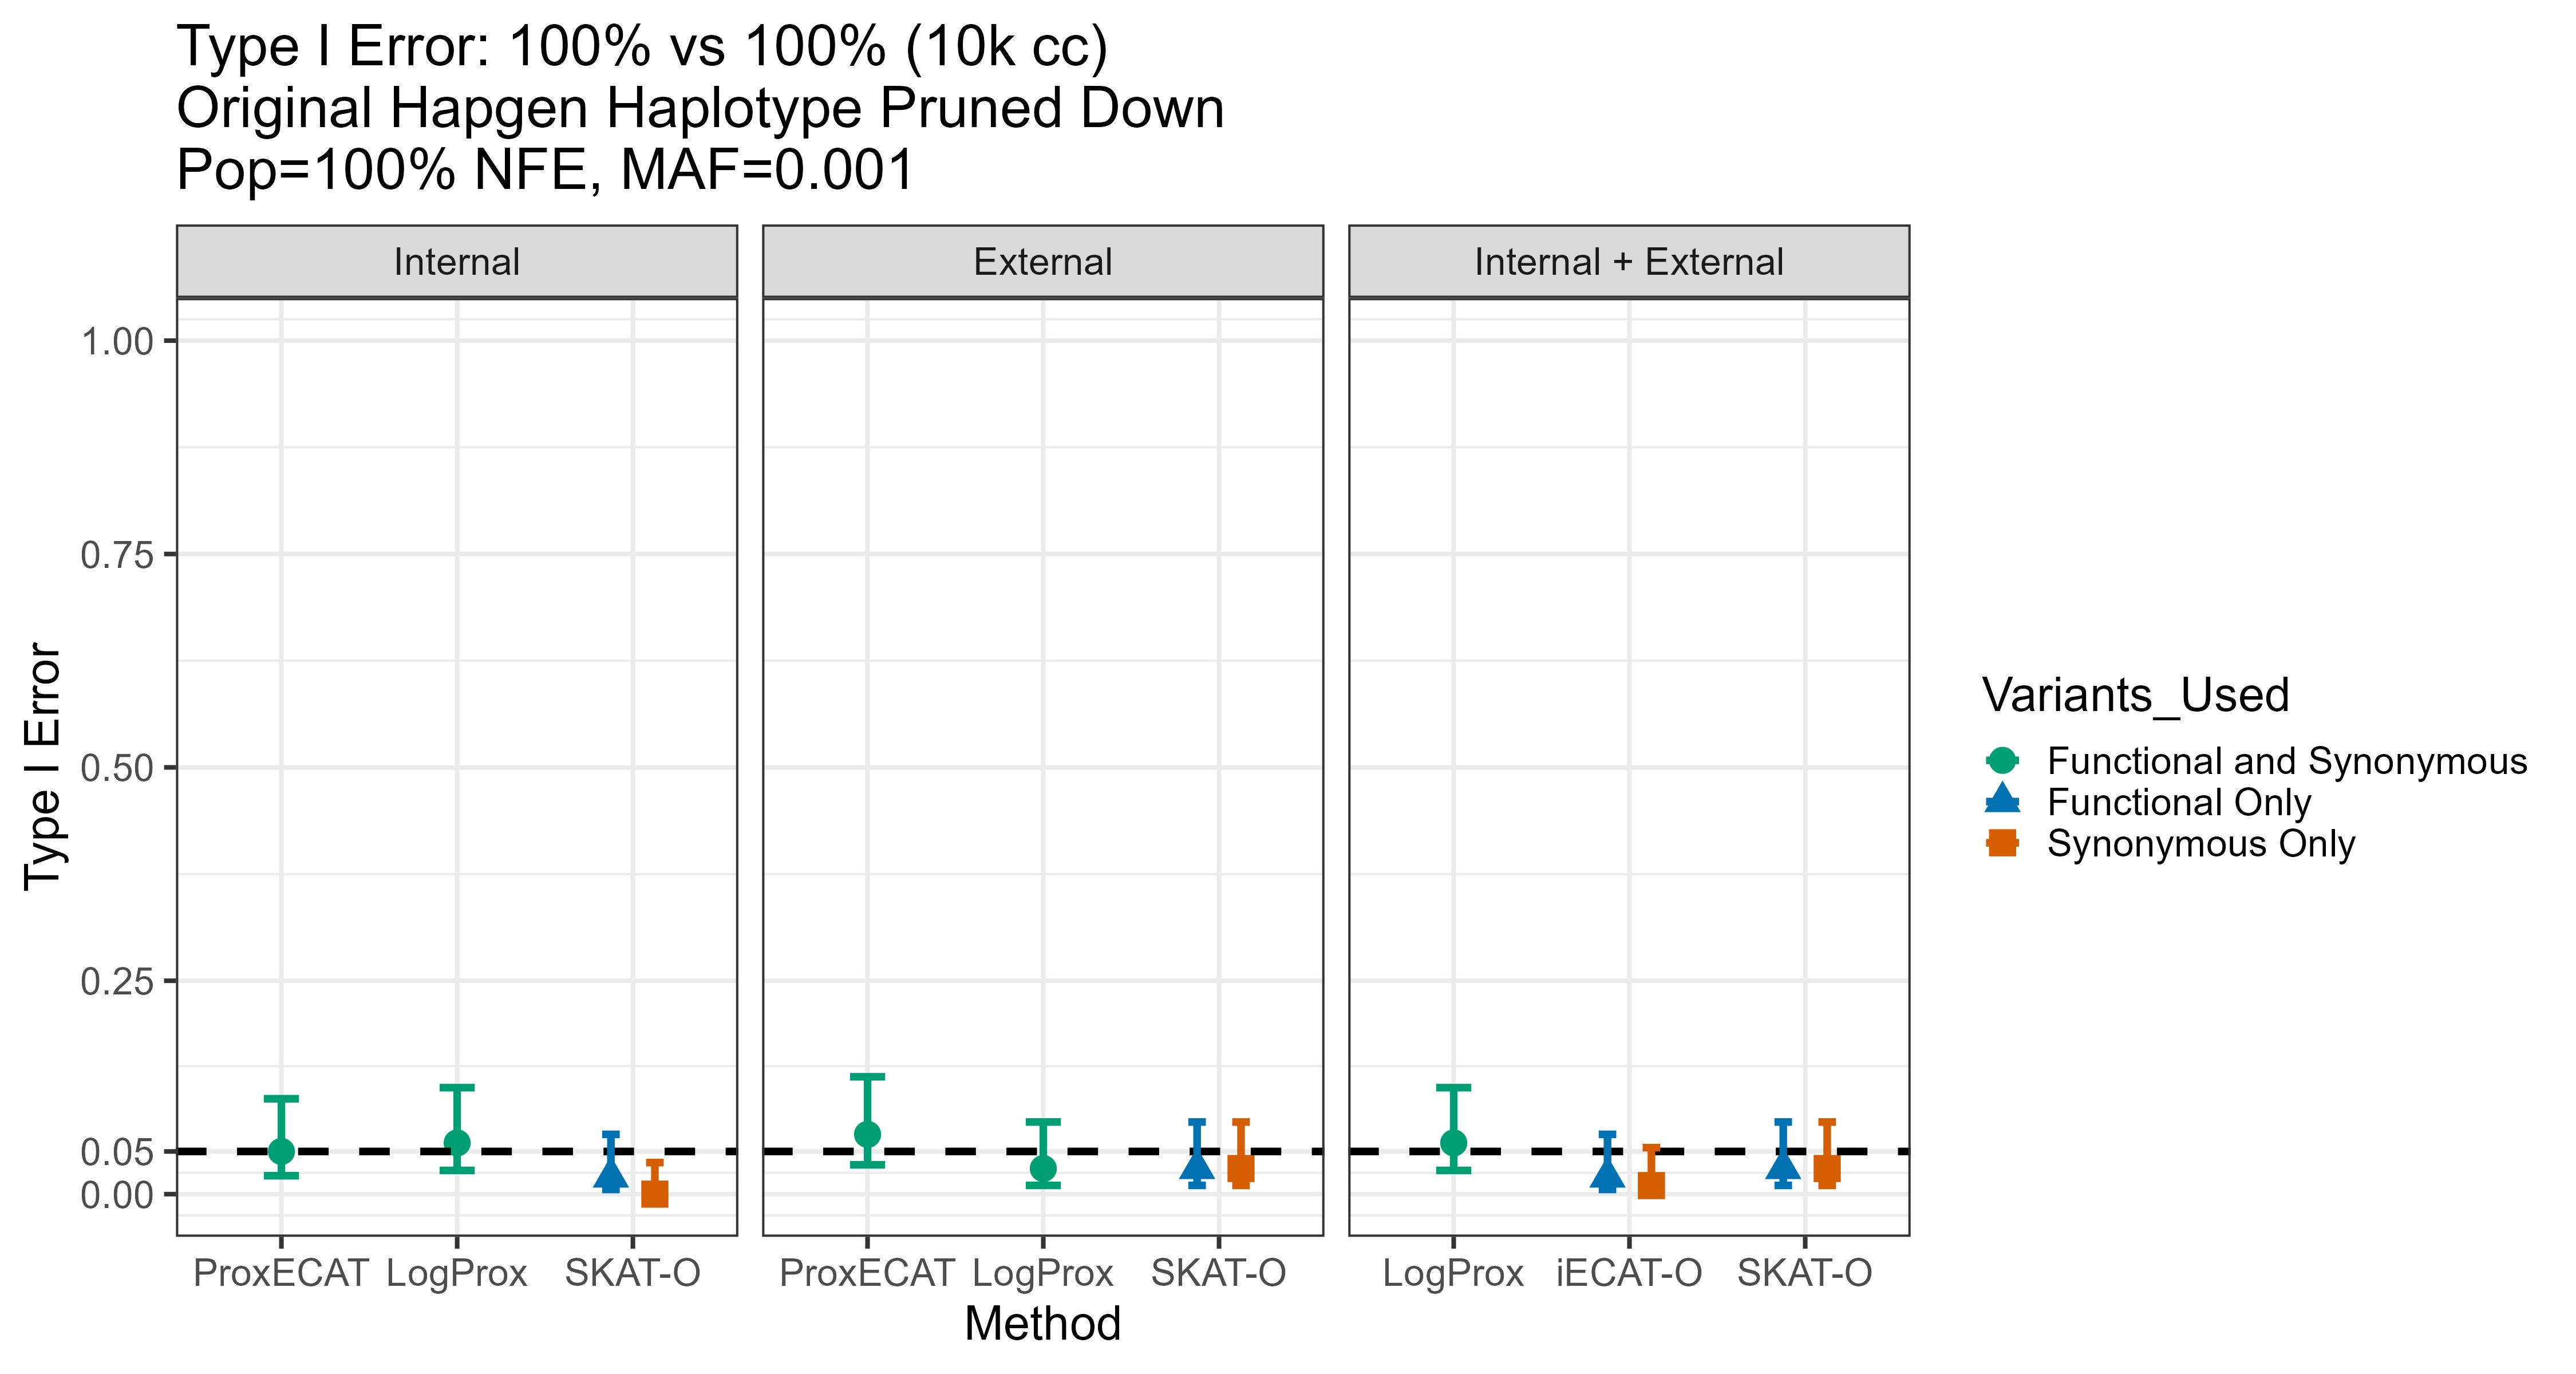 Type I Error: 100% vs 100% (10k cc)
Original Hapgen Haplotype Pruned Down
Pop=100% NFE, MAF=0.001
Internal
External
Internal + External
Type I Error
1.00
0.75
0.50
0.25
0.05
0.00
ProxECAT LogProx SKAT-O
ProxECAT LogProx SKAT-O
LogProx iECAT-O SKAT-O
Method
Variants_Used
Functional and Synonymous
Functional Only
Synonymous Only